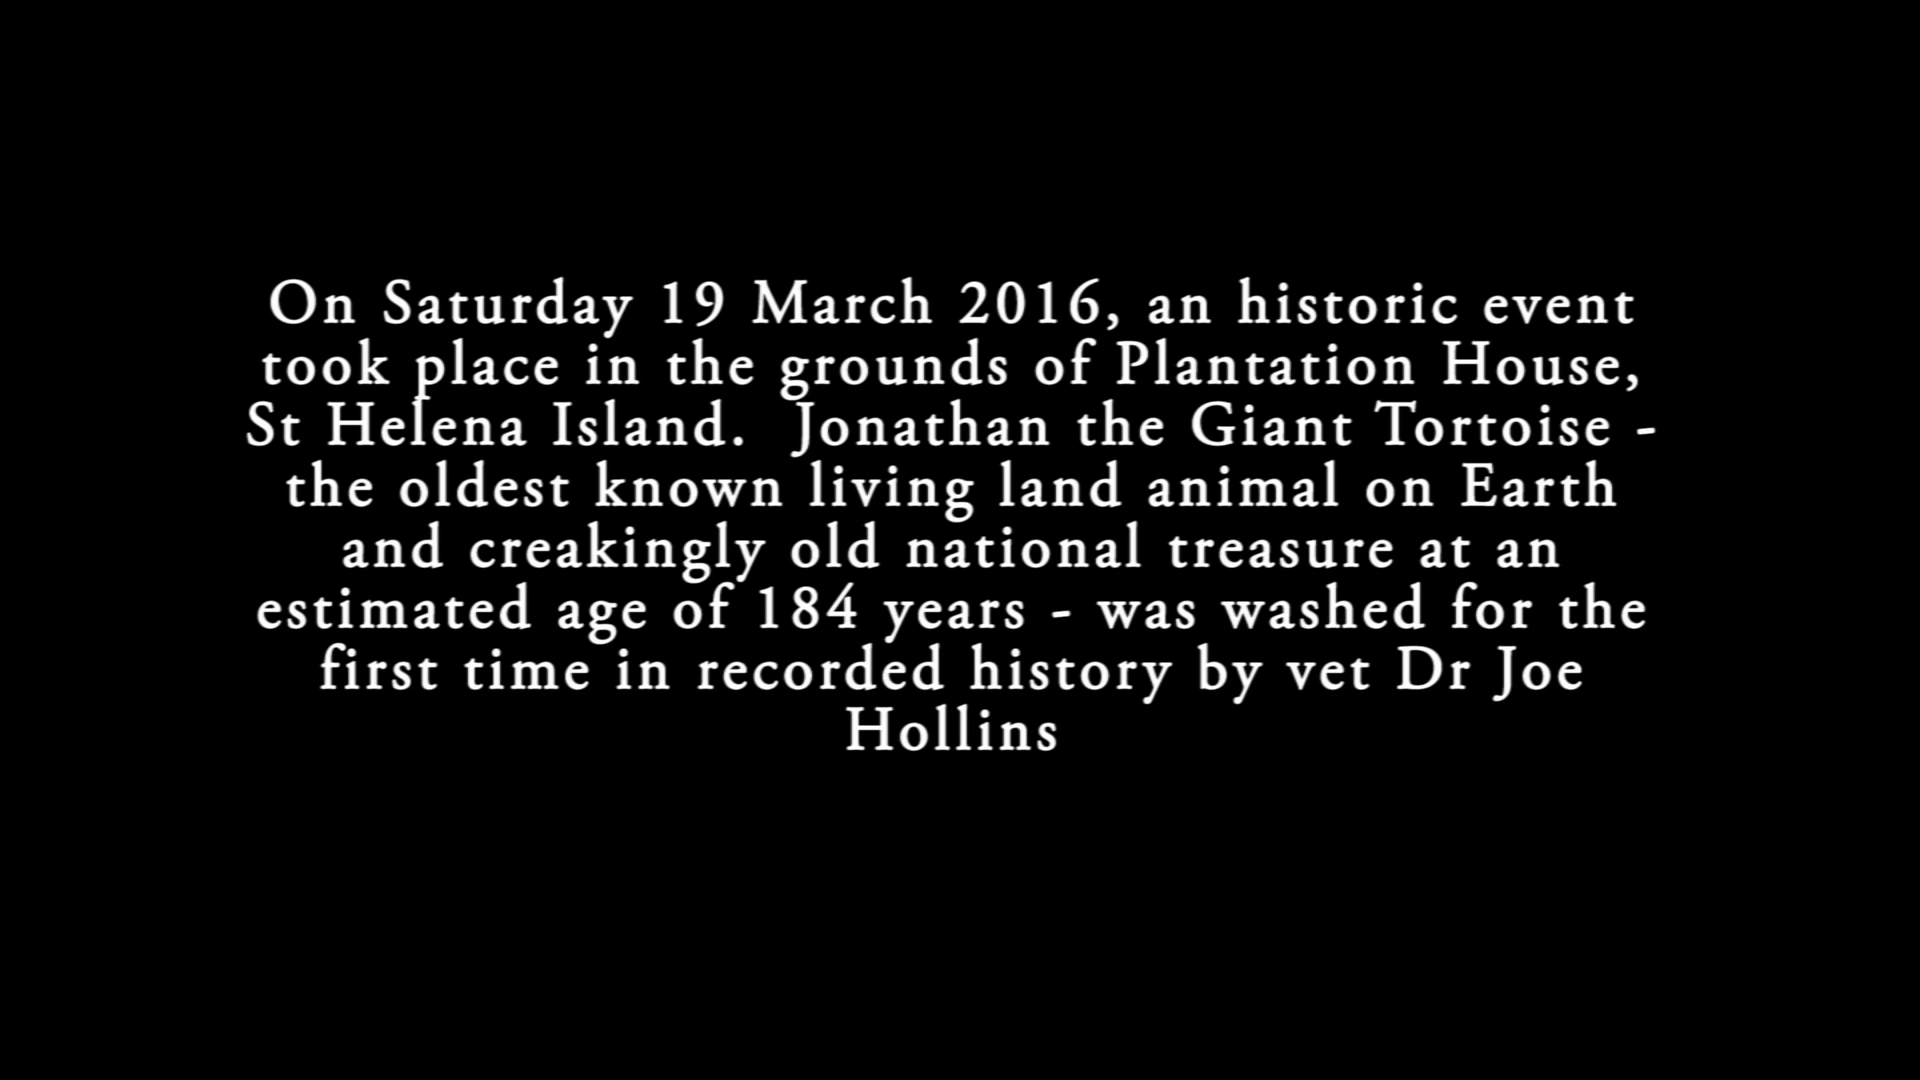 On Saturday 19 March 2016, an historic event
took place in the grounds of Plantation House,
St Helena Island.  Jonathan the Giant Tortoise -
the oldest known living land animal on Earth
and creakingly old national treasure at an
estimated age of 184 years - was washed for the
first time in recorded history by vet Dr Joe
Hollins